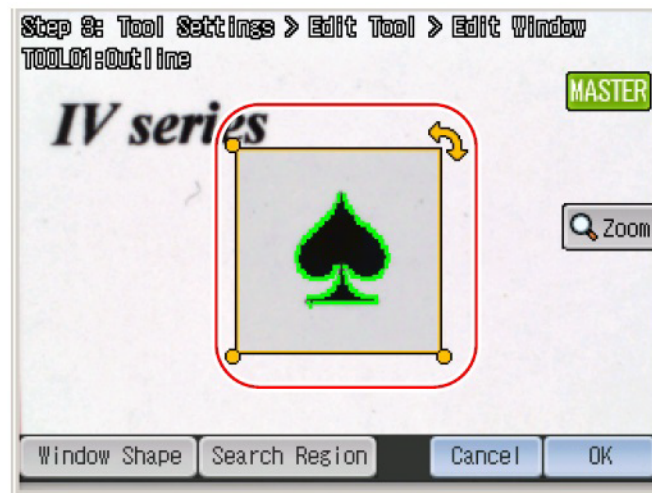 Step 3: Tool Settings > Edit Tool > Edit Window
TOOL01:Outline
MASTER
IV series
Zoom
Window Shape
Search Region
Cancel
OK